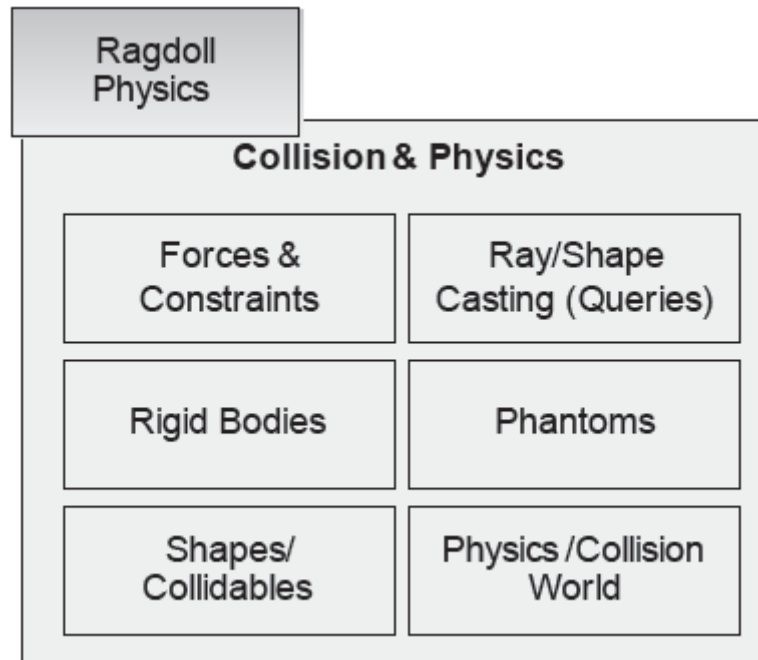 Ragdoll
Physics
Collision & Physics
Forces &
Constraints
Ray/Shape
Casting (Queries)
Rigid Bodies
Phantoms
Shapes/
Collidables
Physics/Collision
World